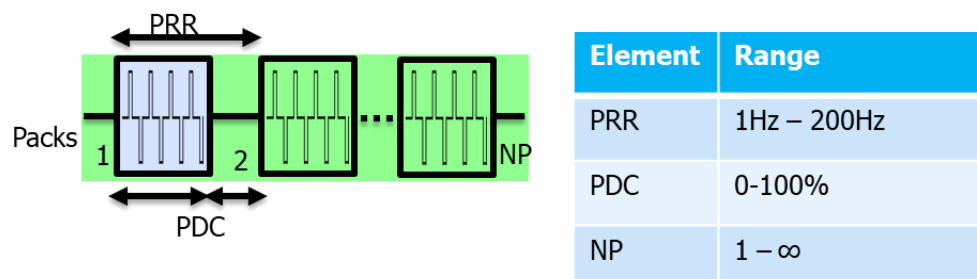 PRR
Packs
1
2
NP
PDC
Element Range
PRR 1Hz – 200Hz
PDC 0-100%
NP 1 – ∞